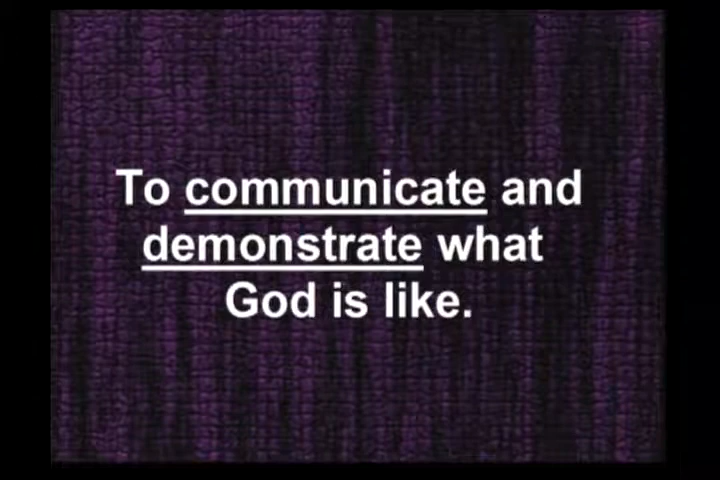 To communicate and
demonstrate what
God is like.